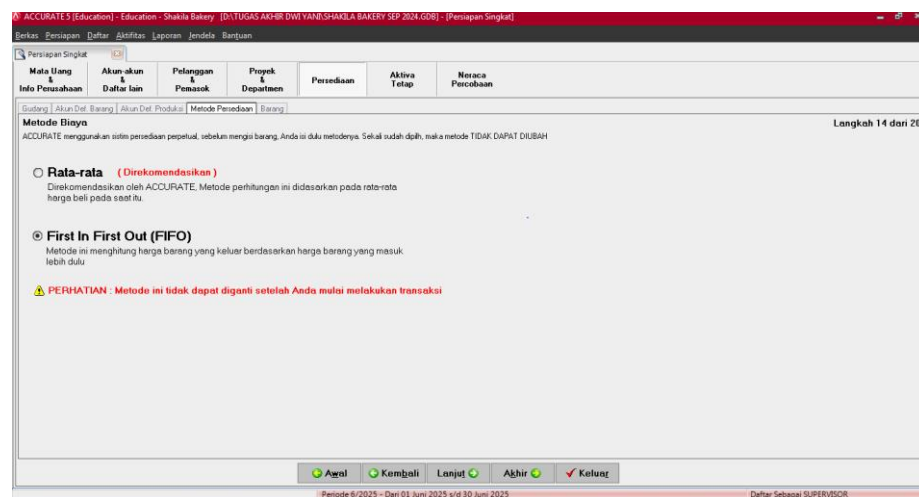 ACCURATE 5 [Education] - Education - Shakila Bakery [D:\TUGAS AKHIR DWI YANI\SHAKILA BAKERY SEP 2024.GDB] - [Persiapan Singkat]
Berkas Persiapan Daftar Aktifitas Laporan Jendela Bantuan
Persiapan Singkat
Mata Uang & Info Perusahaan
Akun-akun & Daftar lain
Pelanggan & Pemasok
Proyek & Departmen
Persediaan
Aktiva Tetap
Neraca Percobaan
Gudang Akun Def. Barang Akun Def. Produksi Metode Persediaan Barang
Metode Biaya
Langkah 14 dari 20
ACCURATE menggunakan sistim persediaan perpetual, sebelum mengisi barang, Anda isi dulu metodenya. Sekali sudah dipilh, maka metode TIDAK DAPAT DIUBAH
Rata-rata ( Direkomendasikan )
Direkomendasikan oleh ACCURATE, Metode perhitungan ini didasarkan pada rata-rata
harga beli pada saat itu.
First In First Out (FIFO)
Metode ini menghitung harga barang yang keluar berdasarkan harga barang yang masuk
lebih dulu
PERHATIAN : Metode ini tidak dapat diganti setelah Anda mulai melakukan transaksi
Awal Kembali Lanjut Akhir Keluar
Periode 6/2025 - Dari 01 Juni 2025 s/d 30 Juni 2025
Daftar Sebagai SUPERVISOR